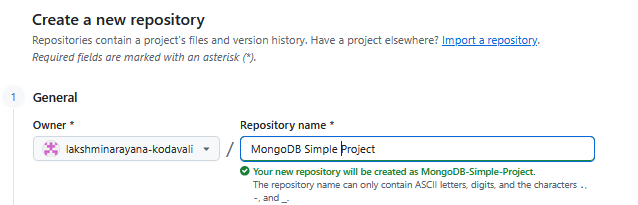 Create a new repository
Repositories contain a project's files and version history. Have a project elsewhere? Import a repository.
Required fields are marked with an asterisk (*).
1 General
Owner * Repository name *
lakshminarayana-kodavali / MongoDB Simple Project
Your new repository will be created as MongoDB-Simple-Project.
The repository name can only contain ASCII letters, digits, and the characters .,
-, and _.